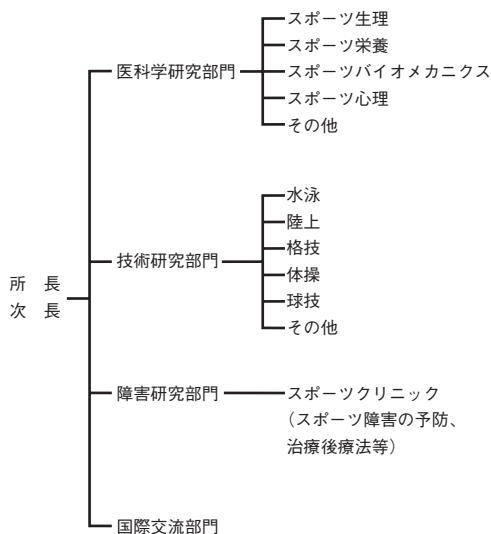 スポーツ生理
スポーツ栄養
医科学研究部門
スポーツバイオメカニクス
スポーツ心理
その他
水泳
陸上
格技
技術研究部門
体操
球技
その他
所　長
次　長
障害研究部門
スポーツクリニック
（スポーツ障害の予防、
治療後療法等）
国際交流部門